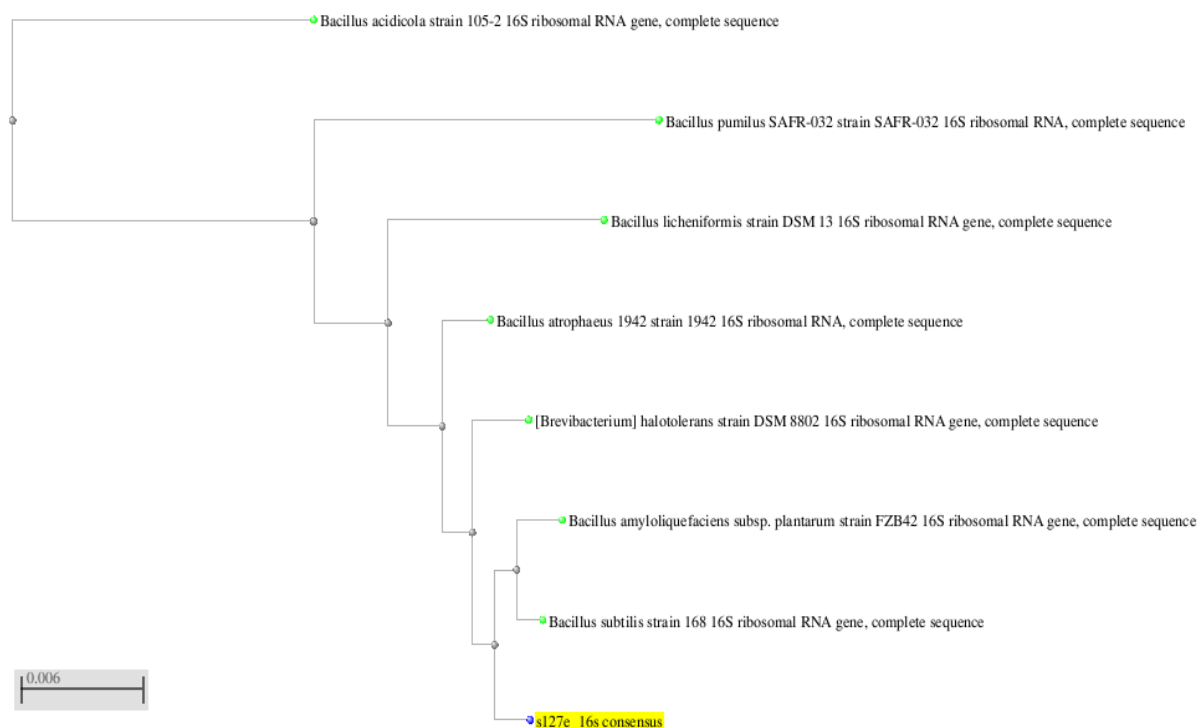 Bacillus acidicola strain 105-2 16S ribosomal RNA gene, complete sequence
Bacillus pumilus SAFR-032 strain SAFR-032 16S ribosomal RNA, complete sequence
Bacillus licheniformis strain DSM 13 16S ribosomal RNA gene, complete sequence
Bacillus atrophaeus 1942 strain 1942 16S ribosomal RNA, complete sequence
[Brevibacterium] halotolerans strain DSM 8802 16S ribosomal RNA gene, complete sequence
Bacillus amyloliquefaciens subsp. plantarum strain FZB42 16S ribosomal RNA gene, complete sequence
Bacillus subtilis strain 168 16S ribosomal RNA gene, complete sequence
0.006
s127e_16s consensus